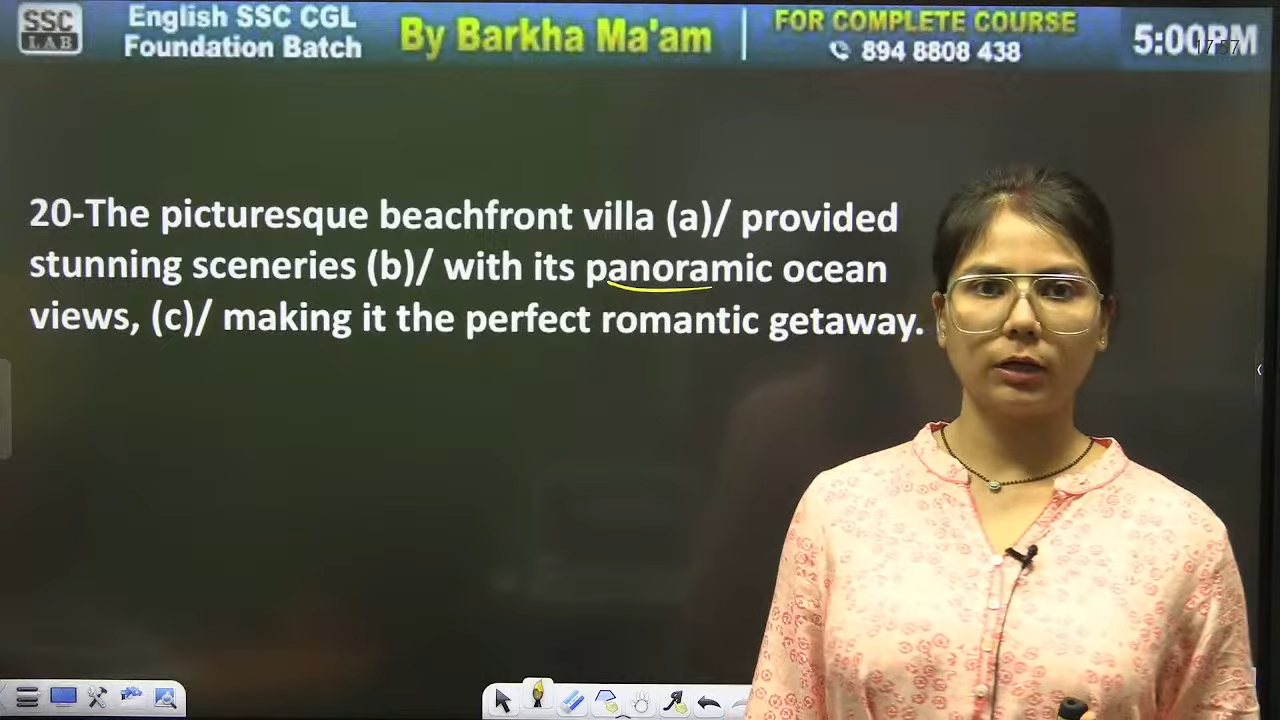 SSC
LAB
English SSC CGL
Foundation Batch
By Barkha Ma'am
FOR COMPLETE COURSE
894 8808 438
5:00PM
17:57
20-The picturesque beachfront villa (a)/ provided
stunning sceneries (b)/ with its panoramic ocean
views, (c)/ making it the perfect romantic getaway.